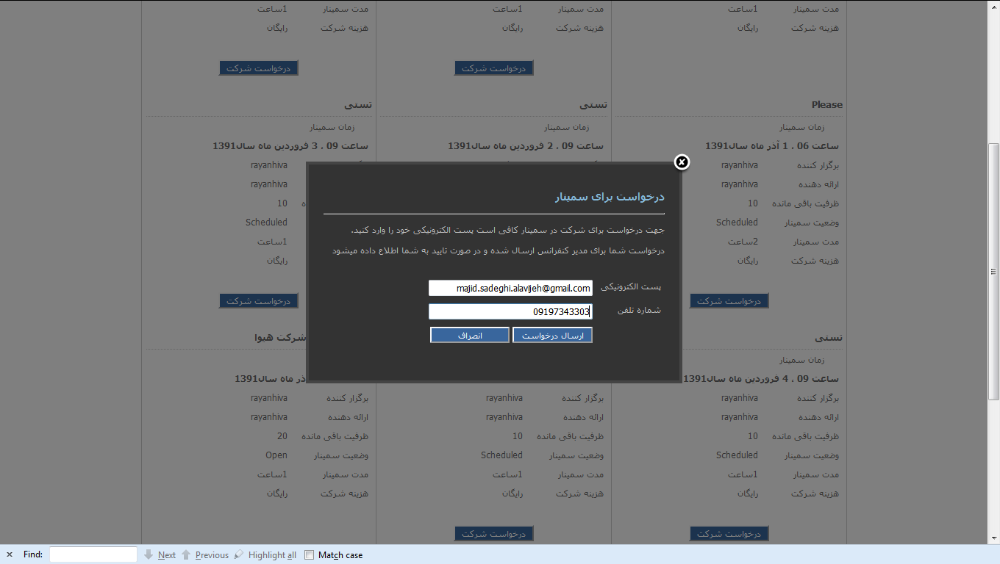 مدت سمینار 1ساعت
هزینه شرکت رایگان
مدت سمینار 1ساعت
هزینه شرکت رایگان
درخواست شرکت
مدت سمینار 1ساعت
هزینه شرکت رایگان
درخواست شرکت
Please
زمان سمینار
ساعت 06 ، 1 آذر ماه سال1391
برگزار کننده rayanhiva
ارائه دهنده rayanhiva
ظرفیت باقی مانده 10
وضعیت سمینار Scheduled
مدت سمینار 2ساعت
هزینه شرکت رایگان
درخواست شرکت
تستی
زمان سمینار
ساعت 09 ، 2 فروردین ماه سال1391
تستی
زمان سمینار
ساعت 09 ، 3 فروردین ماه سال1391
rayanhiva
rayanhiva
10
Scheduled
1ساعت
رایگان
درخواست شرکت
درخواست برای سمینار
جهت درخواست برای شرکت در سمینار کافی است پست الکترونیکی خود را وارد کنید.
درخواست شما برای مدیر کنفرانس ارسال شده و در صورت تایید به شما اطلاع داده میشود
پست الکترونیکی majid.sadeghi.alavijeh@gmail.com
شماره تلفن 09197343303
ارسال درخواست انصراف
تستی
زمان سمینار
ساعت 09 ، 4 فروردین ماه سال1391
برگزار کننده rayanhiva
ارائه دهنده rayanhiva
ظرفیت باقی مانده 10
وضعیت سمینار Scheduled
مدت سمینار 1ساعت
هزینه شرکت رایگان
درخواست شرکت
برگزار کننده rayanhiva
ارائه دهنده rayanhiva
ظرفیت باقی مانده 10
وضعیت سمینار Scheduled
مدت سمینار 1ساعت
هزینه شرکت رایگان
درخواست شرکت
شرکت هیوا
ماه سال1391
برگزار کننده rayanhiva
ارائه دهنده rayanhiva
ظرفیت باقی مانده 20
وضعیت سمینار Open
مدت سمینار 1ساعت
هزینه شرکت رایگان
Find: Next Previous Highlight all Match case